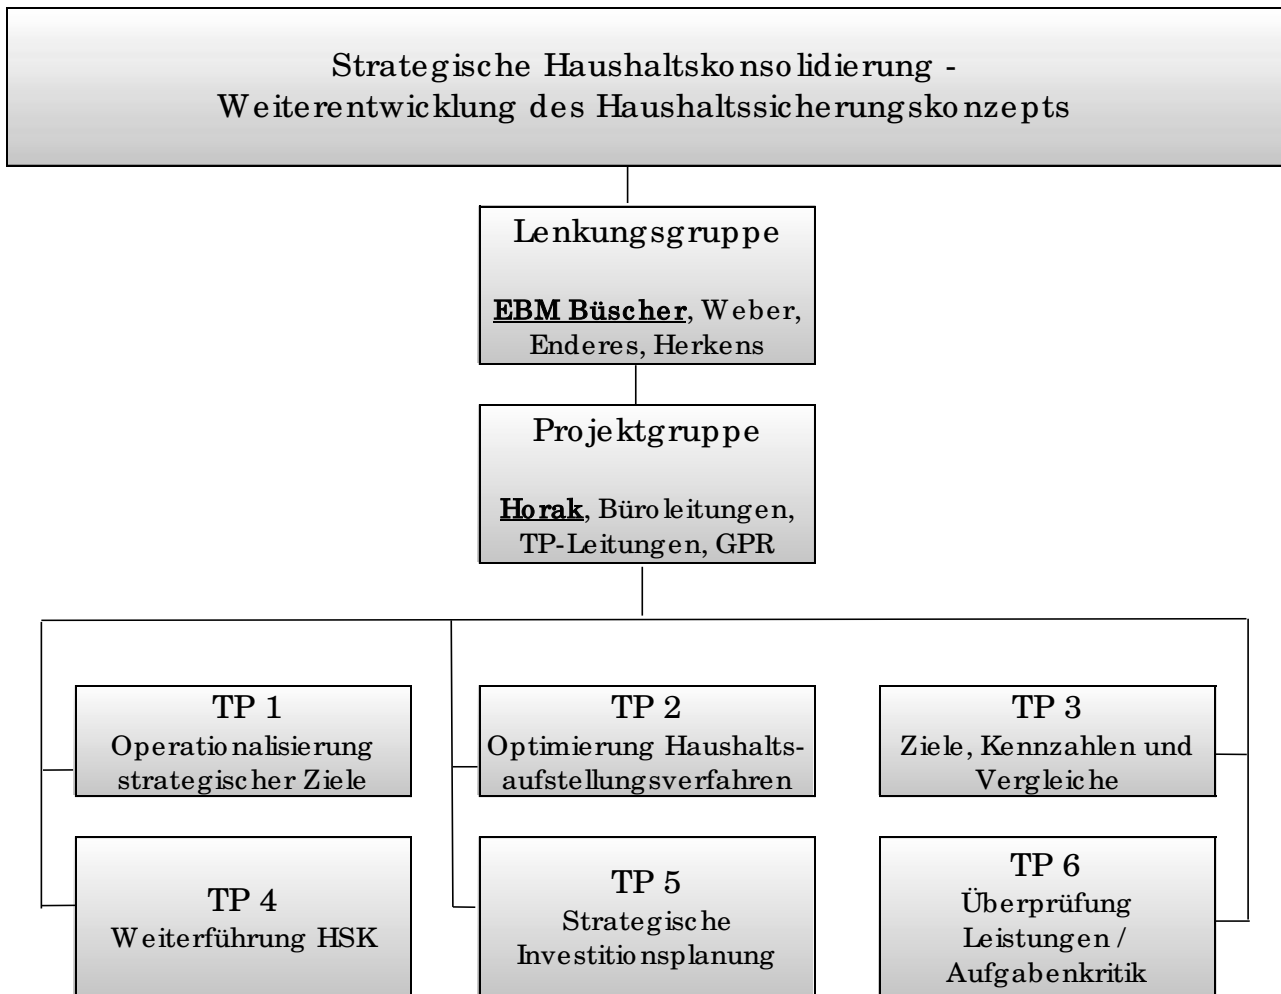 Strategische Haushaltskonsolidierung -
Weiterentwicklung des Haushaltssicherungskonzepts
Lenkungsgruppe
EBM Büscher, Weber,
Enderes, Herkens
Projektgruppe
Horak, Büroleitungen,
TP-Leitungen, GPR
TP 1
Operationalisierung
strategischer Ziele
TP 2
Optimierung Haushalts-
aufstellungsverfahren
TP 3
Ziele, Kennzahlen und
Vergleiche
TP 4
Weiterführung HSK
TP 5
Strategische
Investitionsplanung
TP 6
Überprüfung
Leistungen /
Aufgabenkritik